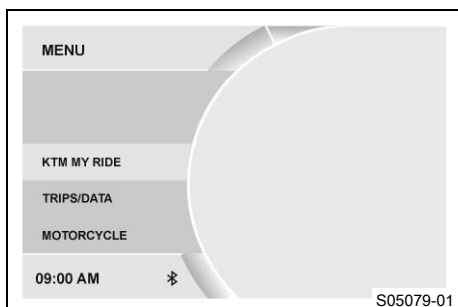 MENU
KTM MY RIDE
TRIPS/DATA
MOTORCYCLE
09:00 AM
S05079-01